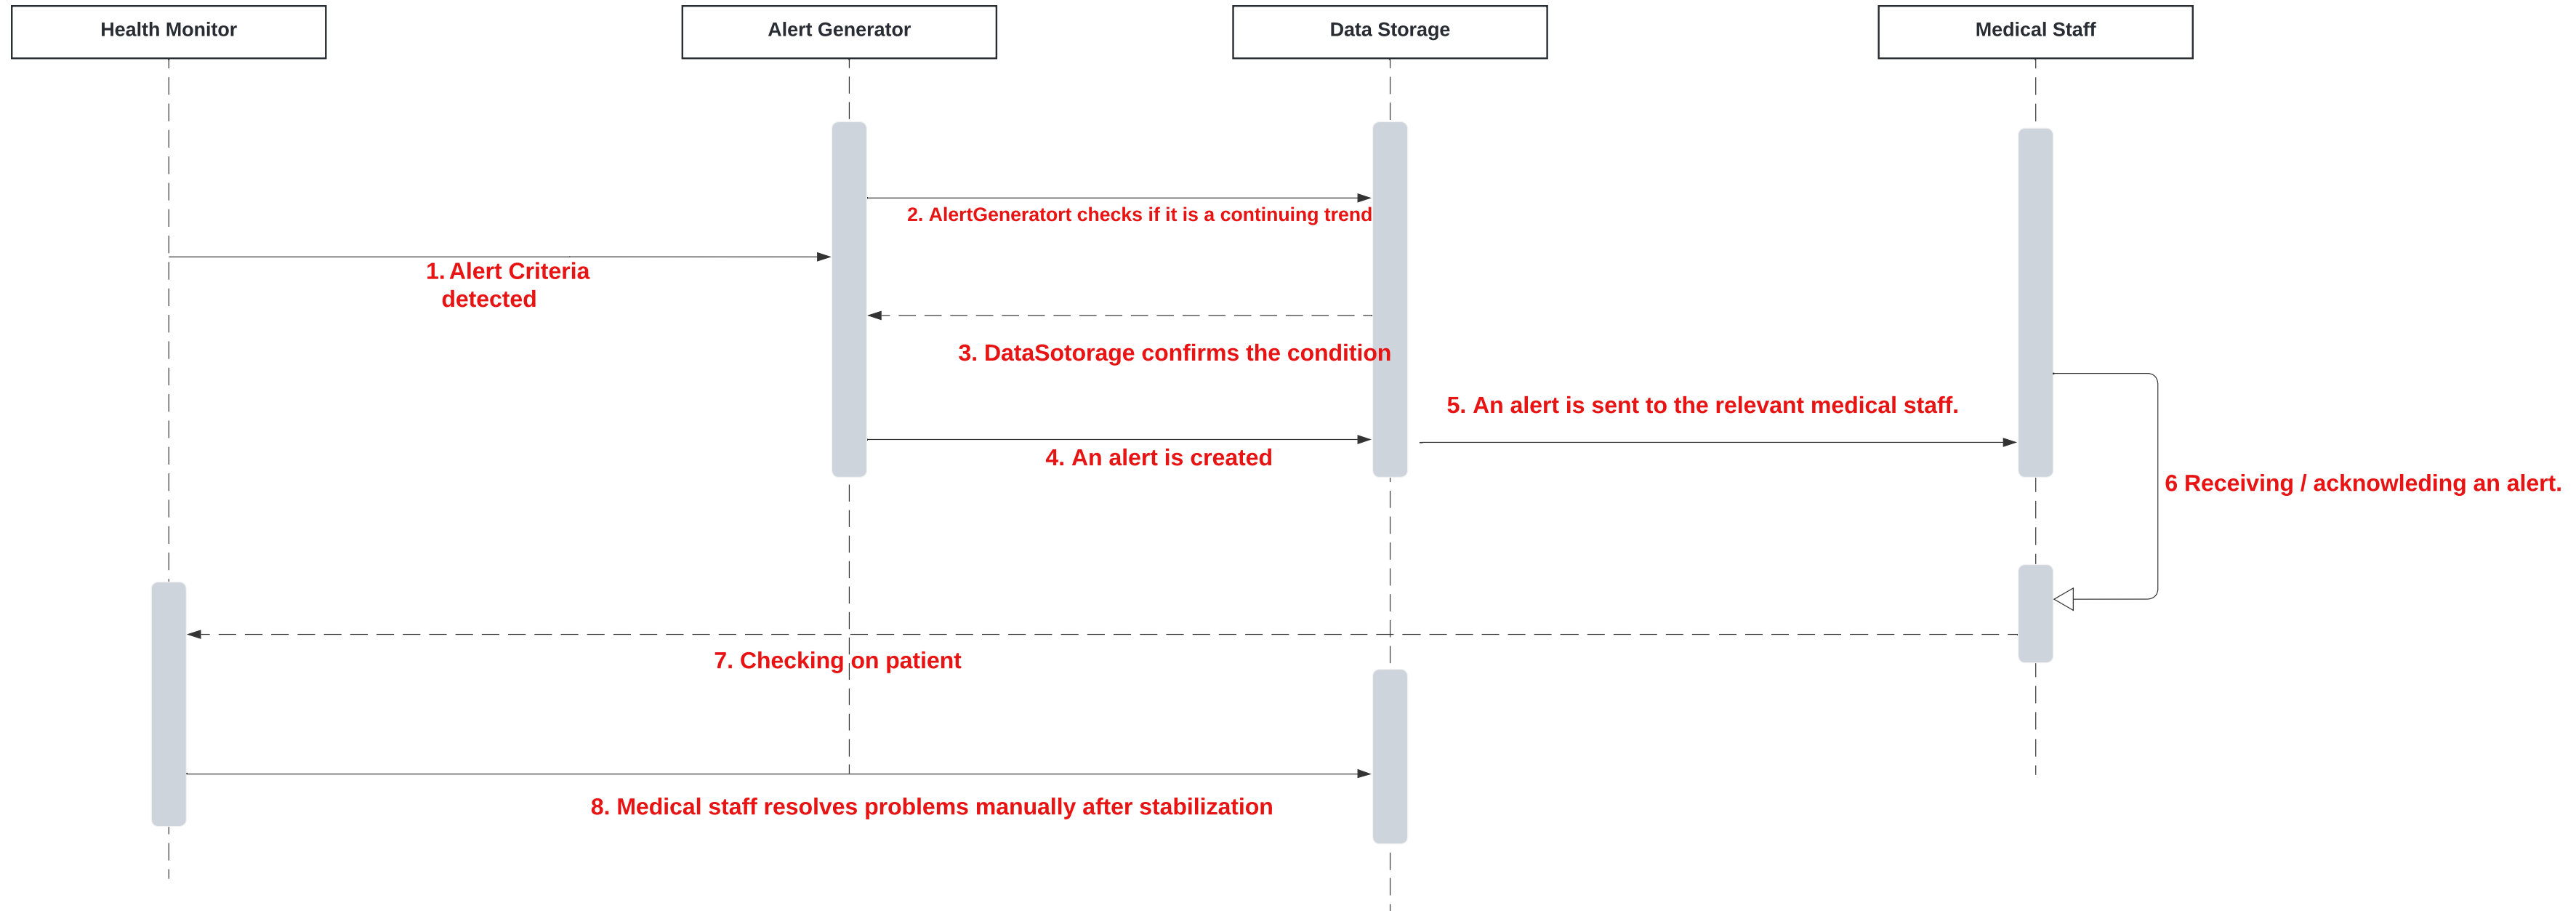 Health Monitor
Alert Generator
Data Storage
Medical Staff
2. AlertGeneratort checks if it is a continuing trend
1. Alert Criteria
detected
3. DataSotorage confirms the condition
5. An alert is sent to the relevant medical staff.
4. An alert is created
6 Receiving / acknowleding an alert.
7. Checking on patient
8. Medical staff resolves problems manually after stabilization